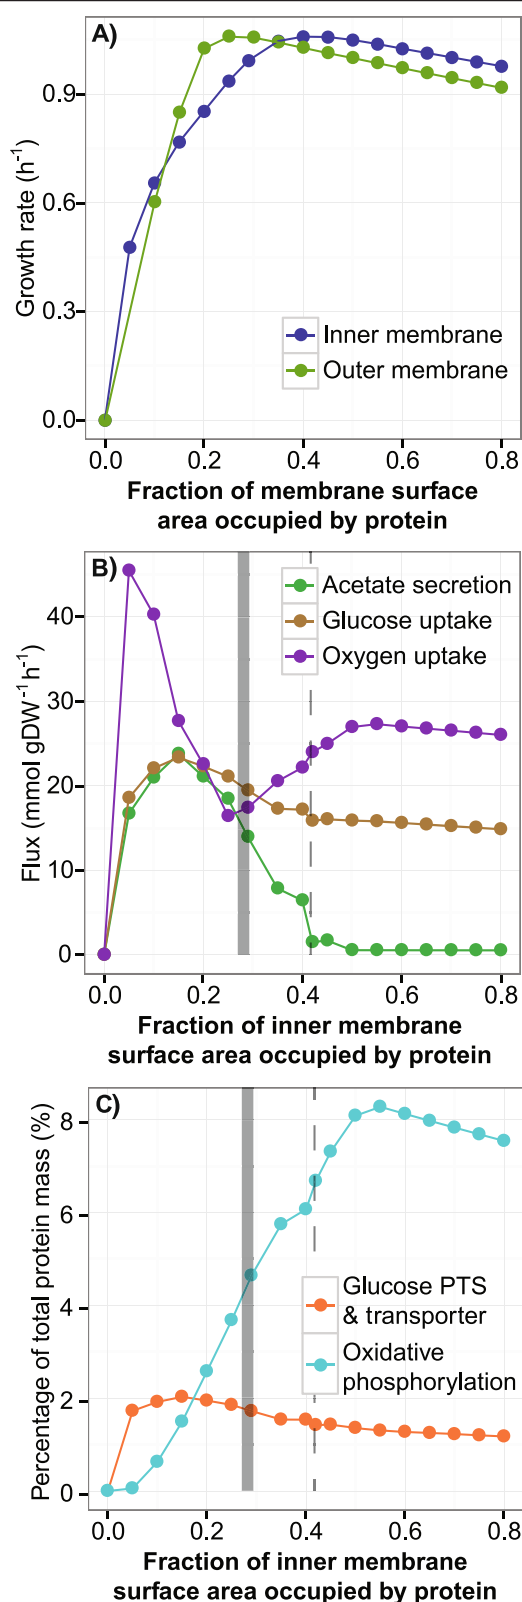 A)
Growth rate (h⁻¹)
0.9
0.6
0.3
0.0
Inner membrane
Outer membrane
0.0 0.2 0.4 0.6 0.8
Fraction of membrane surface
area occupied by protein
B)
Flux (mmol gDW⁻¹h⁻¹)
40
30
20
10
0
Acetate secretion
Glucose uptake
Oxygen uptake
0.0 0.2 0.4 0.6 0.8
Fraction of inner membrane
surface area occupied by protein
C)
Percentage of total protein mass (%)
8
6
4
2
0
Glucose PTS
& transporter
Oxidative
phosphorylation
0.0 0.2 0.4 0.6 0.8
Fraction of inner membrane
surface area occupied by protein